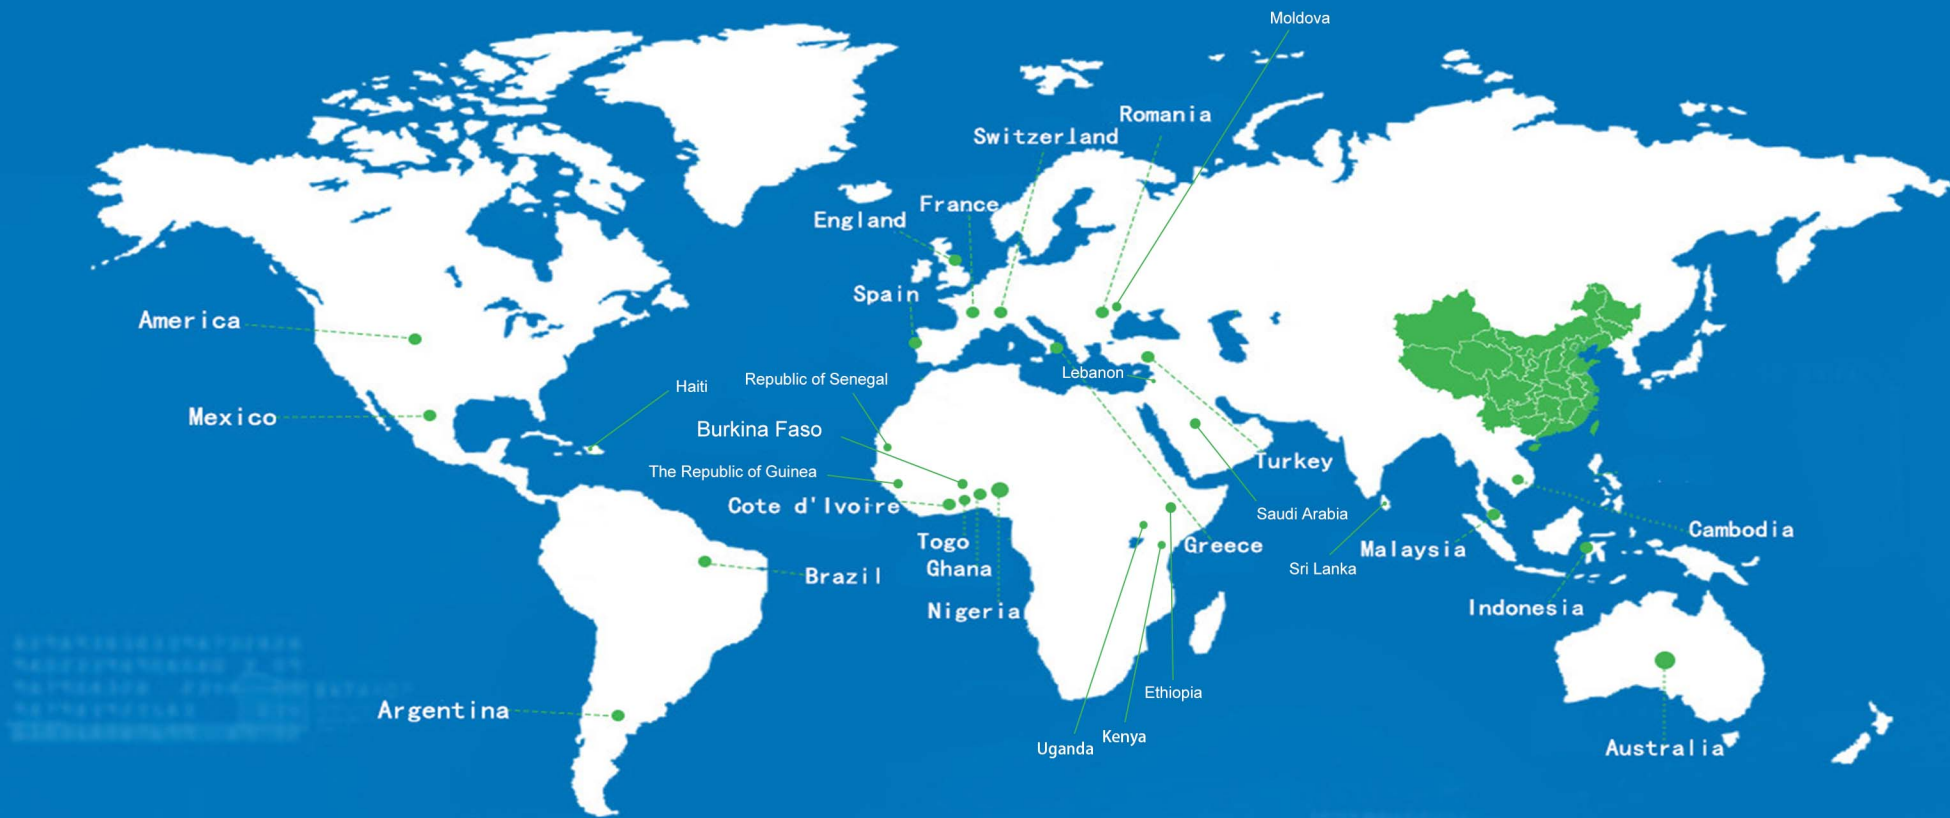 Moldova
Romania
Switzerland
France
England
Spain
America
Lebanon
Republic of Senegal
Haiti
Mexico
Burkina Faso
Turkey
The Republic of Guinea
Cote d'Ivoire
Saudi Arabia
Cambodia
Togo
Greece
Malaysia
Ghana
Sri Lanka
Brazil
Indonesia
Nigeria
Ethiopia
Argentina
Kenya
Uganda
Australia